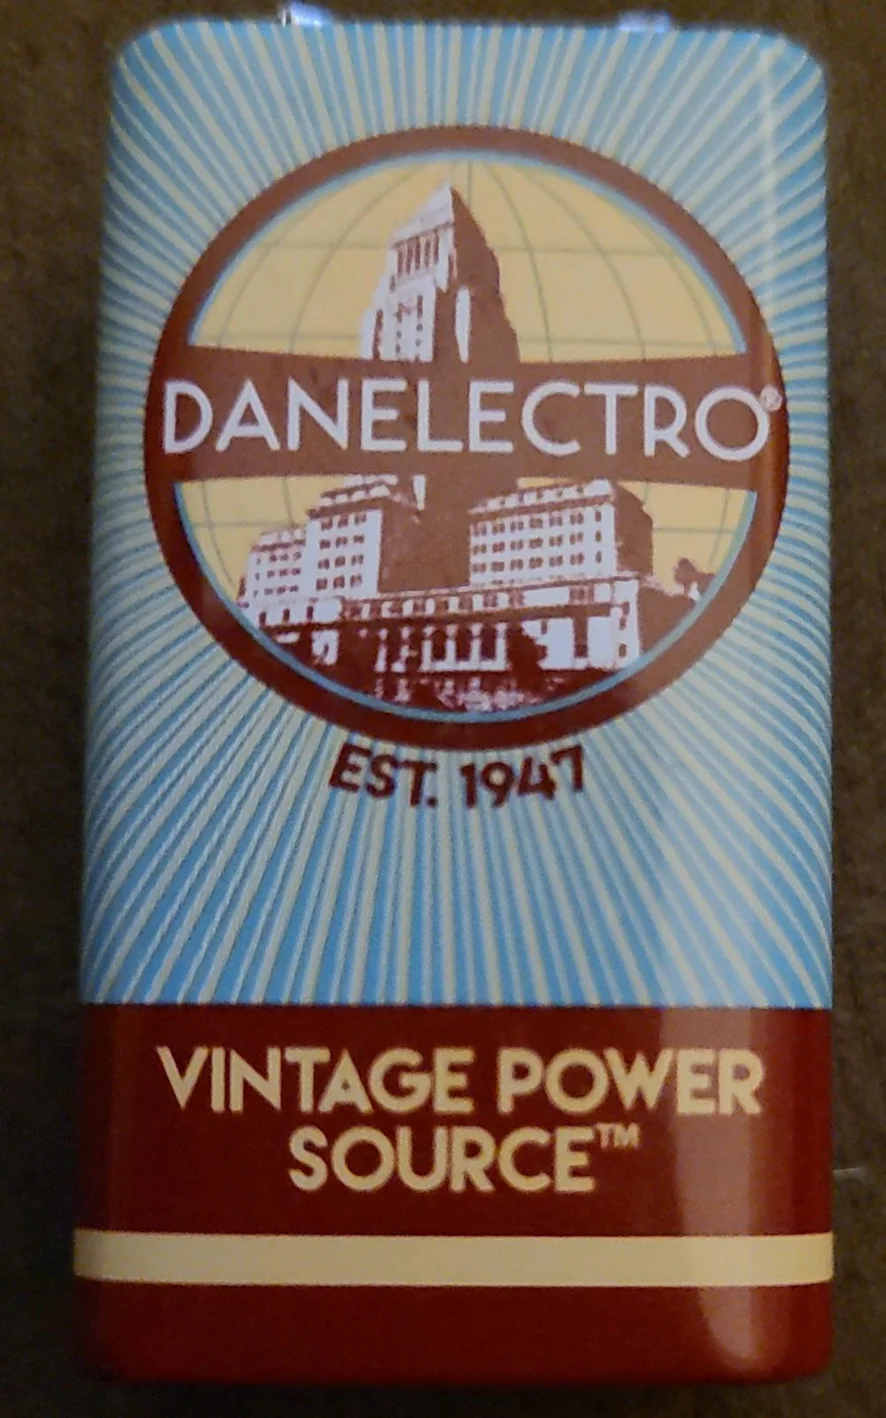 DANELECTRO®
EST. 1947
VINTAGE POWER
SOURCE™